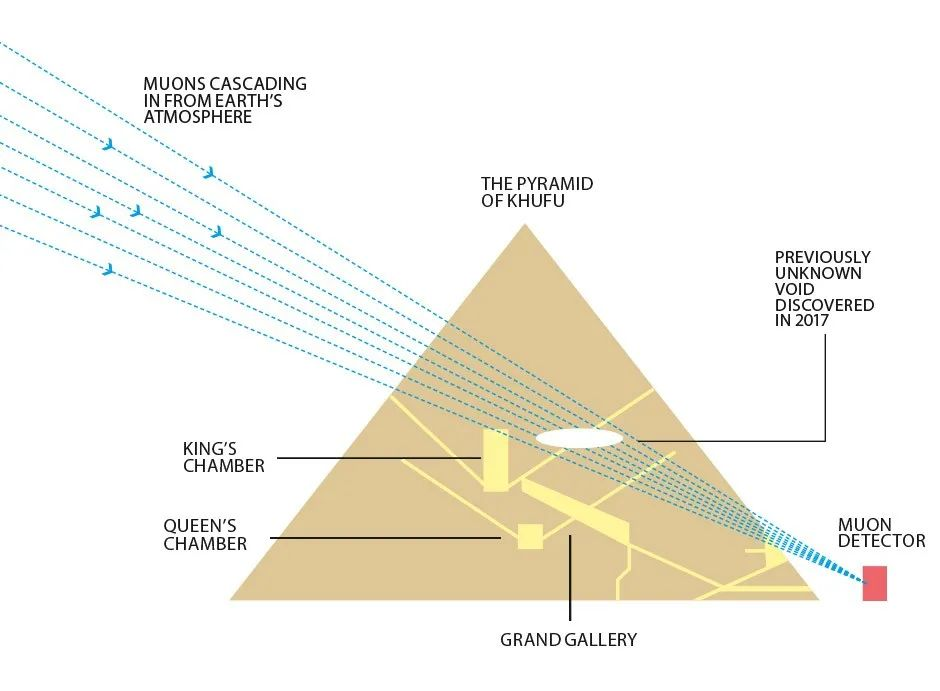 MUONS CASCADING
IN FROM EARTH'S
ATMOSPHERE
THE PYRAMID
OF KHUFU
PREVIOUSLY
UNKNOWN
VOID
DISCOVERED
IN 2017
KING'S
CHAMBER
QUEEN'S
CHAMBER
MUON
DETECTOR
GRAND GALLERY